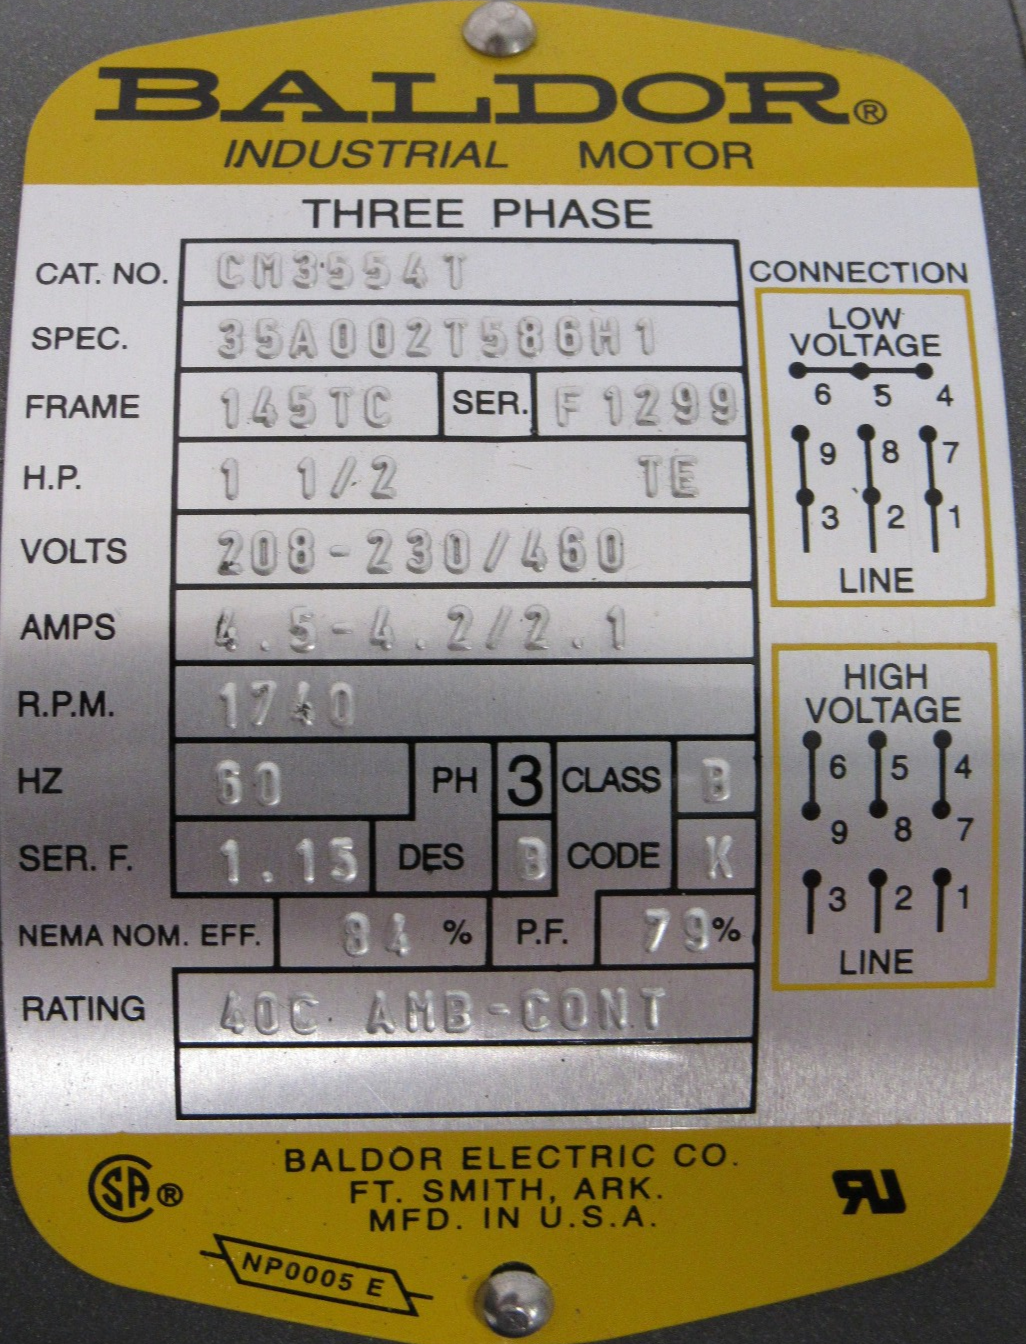 BALDOR®
INDUSTRIAL MOTOR
THREE PHASE
CAT. NO. CM3554T
SPEC. 35A002T586H1
FRAME 145TC SER. F1299
H.P. 1 1/2 TE
VOLTS 208-230/460
AMPS 4.5-4.2/2.1
R.P.M. 1740
HZ 60 PH 3 CLASS B
SER. F. 1.15 DES B CODE K
NEMA NOM. EFF. 84 % P.F. 79%
RATING 40C AMB-CONT
CONNECTION
LOW
VOLTAGE
6 5 4
9 8 7
3 2 1
LINE
HIGH
VOLTAGE
6 5 4
9 8 7
3 2 1
LINE
BALDOR ELECTRIC CO.
FT. SMITH, ARK.
MFD. IN U.S.A.
SA®
RU
NP0005 E